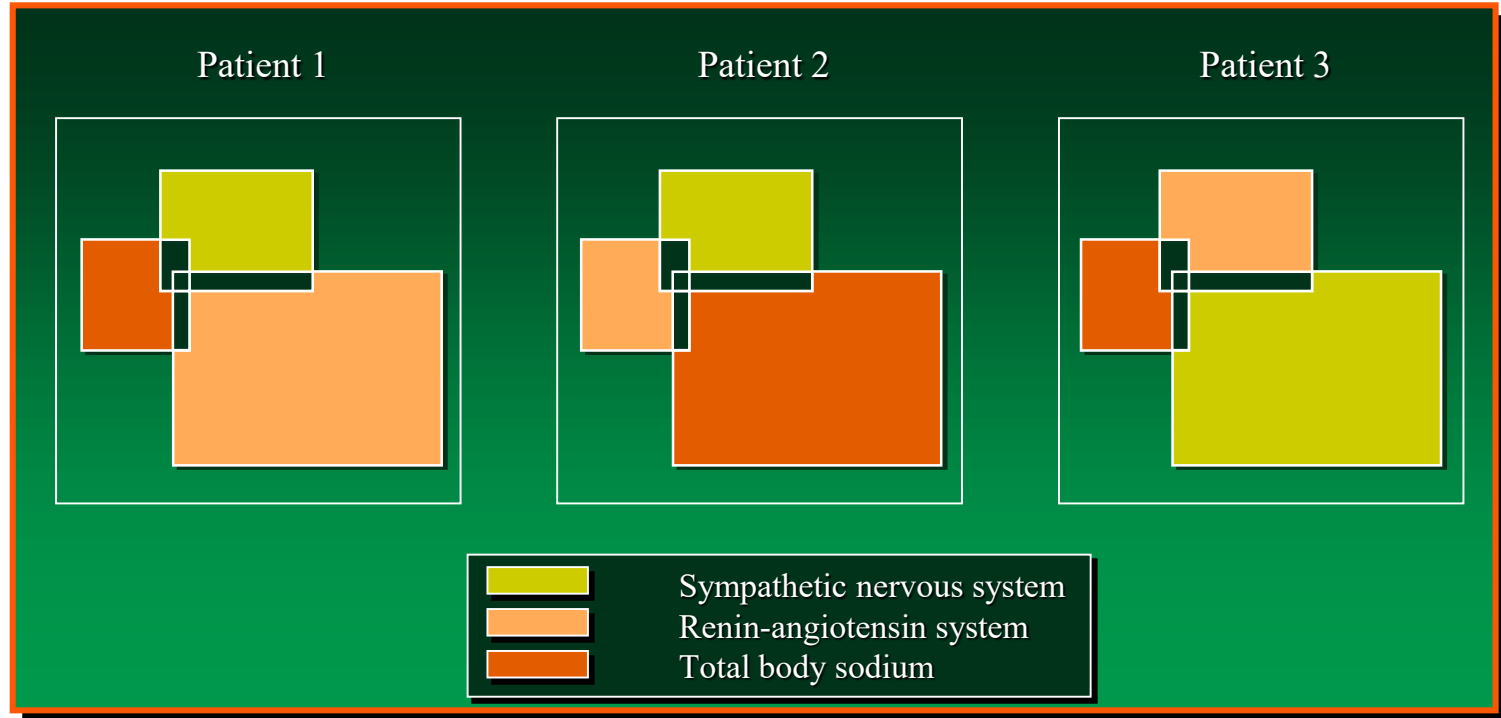 Patient 1
Patient 2
Patient 3
Sympathetic nervous system
Renin-angiotensin system
Total body sodium